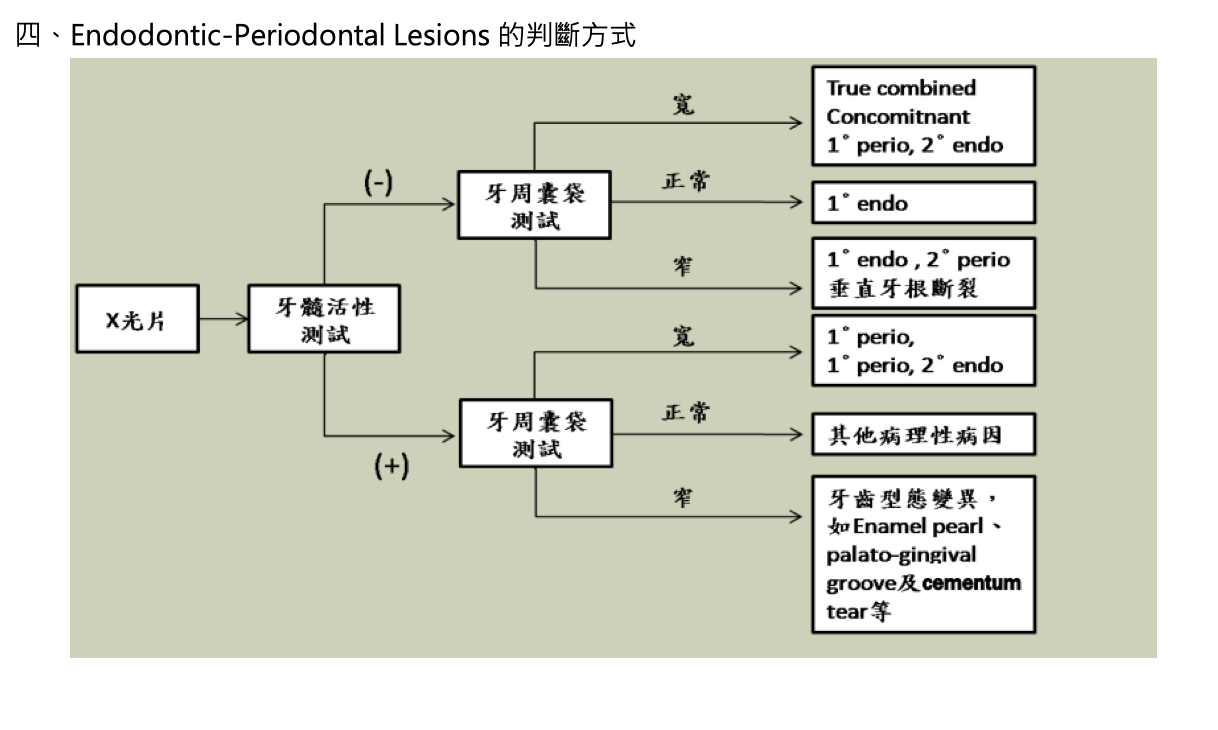 四、Endodontic-Periodontal Lesions 的判斷方式
X光片
牙髓活性
測試
(-)
牙周囊袋
測試
寬
True combined
Concomitnant
1° perio, 2° endo
正常
1° endo
窄
1° endo , 2° perio
垂直牙根斷裂
(+)
牙周囊袋
測試
寬
1° perio,
1° perio, 2° endo
正常
其他病理性病因
窄
牙齒型態變異，
如Enamel pearl、
palato-gingival
groove及cementum
tear等